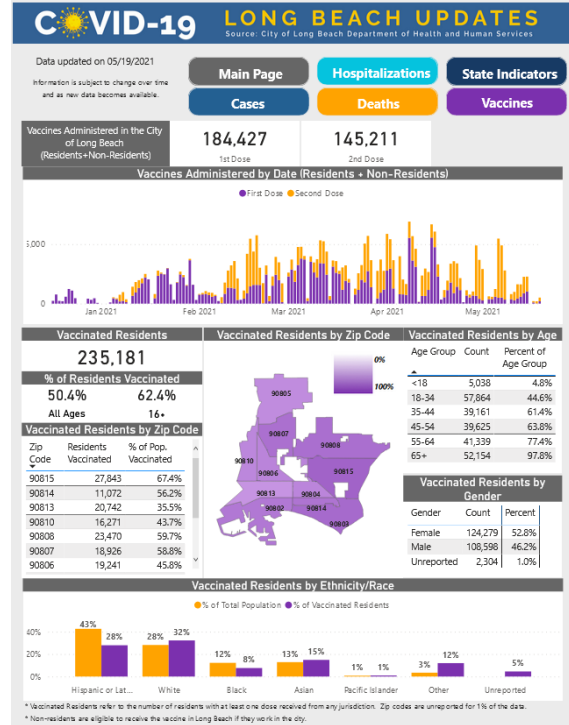 COVID-19
LONG BEACH UPDATES
Source: City of Long Beach Department of Health and Human Services
Data updated on 05/19/2021
Information is subject to change over time
and as new data becomes available.
Main Page
Hospitalizations
State Indicators
Cases
Deaths
Vaccines
Vaccines Administered in the City
of Long Beach
(Residents+Non-Residents)
184,427
1st Dose
145,211
2nd Dose
Vaccines Administered by Date (Residents + Non-Residents)
First Dose Second Dose
5,000
0
Jan 2021 Feb 2021 Mar 2021 Apr 2021 May 2021
Vaccinated Residents
235,181
% of Residents Vaccinated
50.4% 62.4%
All Ages 16+
Vaccinated Residents by Zip Code
Zip Code Residents Vaccinated % of Pop. Vaccinated
90815 27,843 67.4%
90814 11,072 56.2%
90813 20,742 35.5%
90810 16,271 43.7%
90808 23,470 59.7%
90807 18,926 58.8%
90806 19,241 45.8%
Vaccinated Residents by Zip Code
0%
100%
90805
90807
90808
90810
90806
90815
90813
90804
90802
90814
90803
Vaccinated Residents by Age
Age Group Count Percent of Age Group
<18 5,038 4.8%
18-34 57,864 44.6%
35-44 39,161 61.4%
45-54 39,625 63.8%
55-64 41,339 77.4%
65+ 52,154 97.8%
Vaccinated Residents by
Gender
Gender Count Percent
Female 124,279 52.8%
Male 108,598 46.2%
Unreported 2,304 1.0%
Vaccinated Residents by Ethnicity/Race
% of Total Population % of Vaccinated Residents
40%
20%
0%
43% 28% 28% 32% 12% 8% 13% 15% 1% 1% 3% 12% 5%
Hispanic or Lat... White Black Asian Pacific Islander Other Unreported
* Vaccinated Residents refer to the number of residents with at least one dose received from any jurisdiction. Zip codes are unreported for 1% of the data.
* Non-residents are eligible to receive the vaccine in Long Beach if they work in the city.